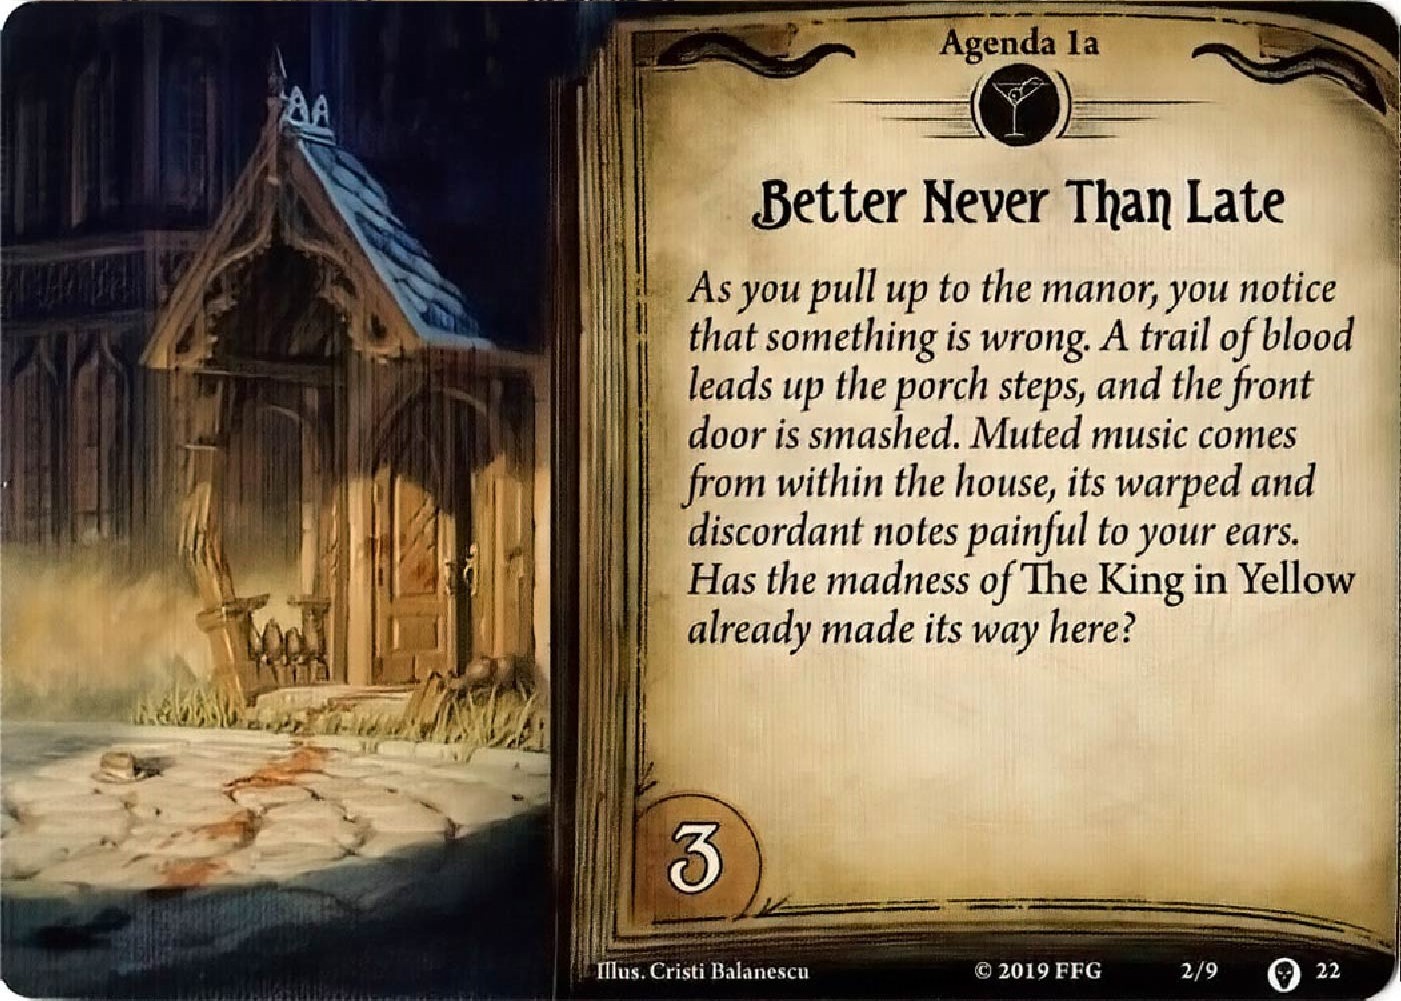 Agenda 1a
Better Never Than Late
As you pull up to the manor, you notice
that something is wrong. A trail of blood
leads up the porch steps, and the front
door is smashed. Muted music comes
from within the house, its warped and
discordant notes painful to your ears.
Has the madness of The King in Yellow
already made its way here?
3
Illus. Cristi Balanescu
© 2019 FFG
2/9
22